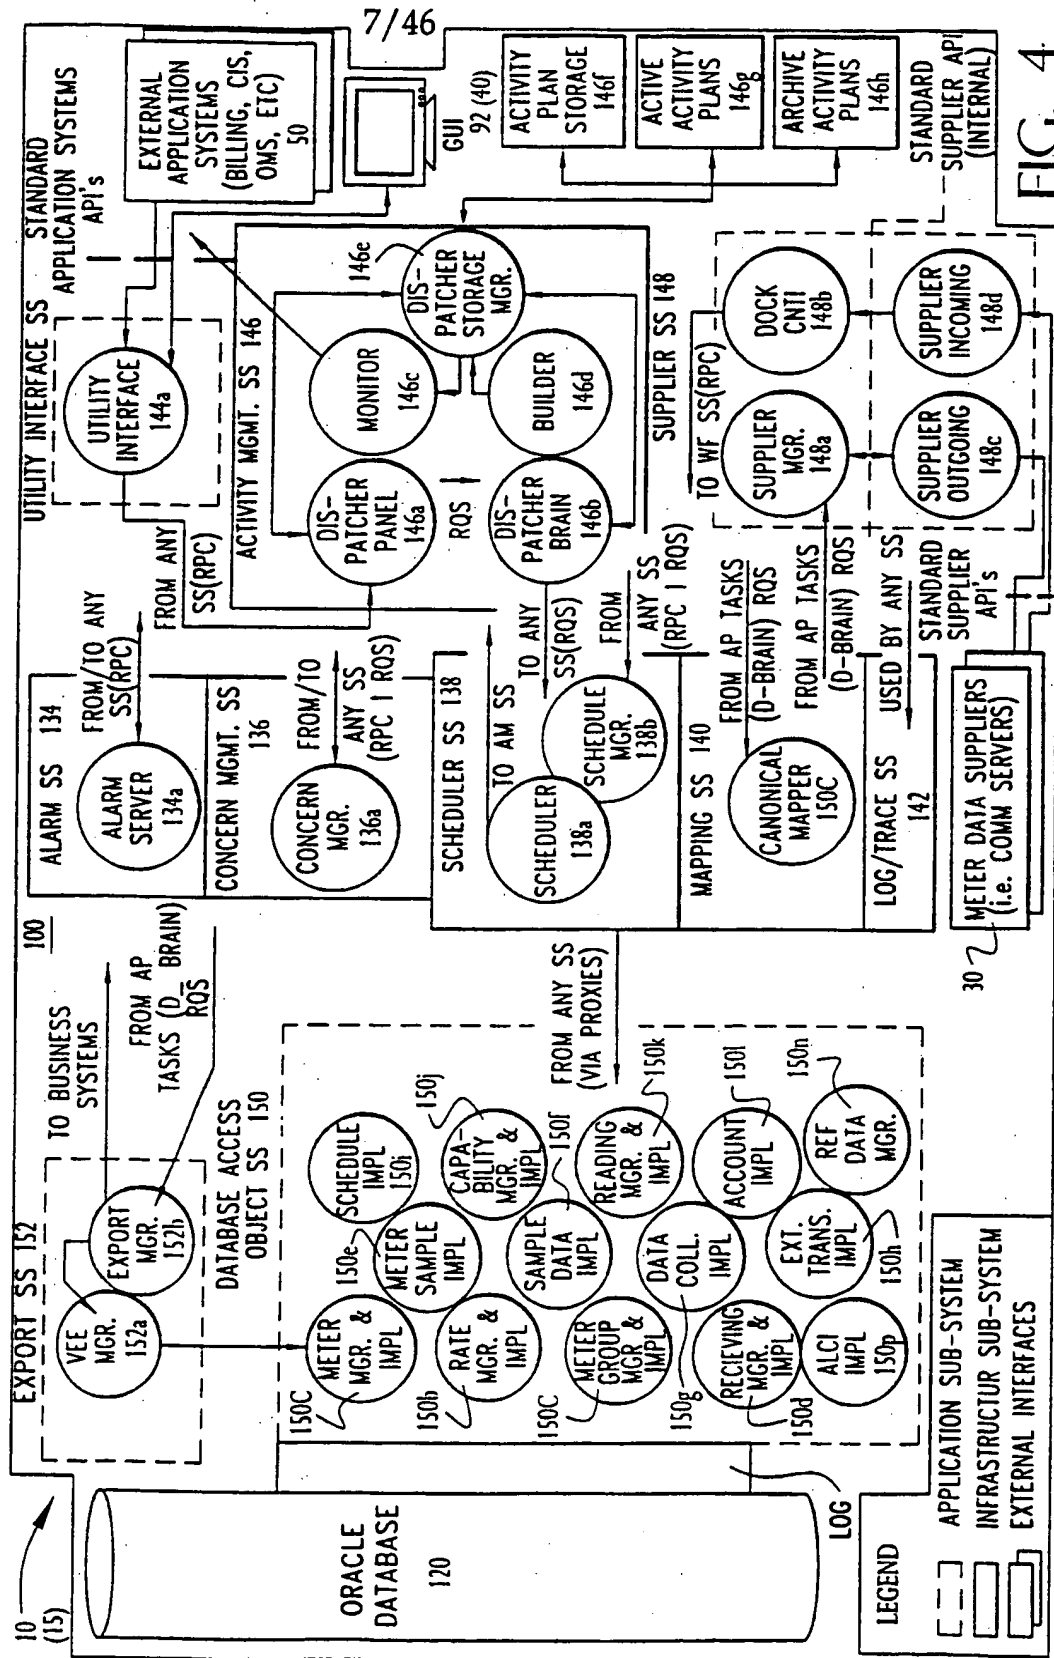 7/46
10
(15)
100
EXPORT SS 152
VEE
MGR.
152a
EXPORT
MGR.
152b
TO BUSINESS
SYSTEMS
FROM AP
TASKS (D_ BRAIN)
RQS
DATABASE ACCESS
OBJECT SS 150
ORACLE
DATABASE
120
LOG
150C
METER
MGR. &
IMPL
150b
RATE
MGR. &
IMPL
150C
METER
GROUP
MGR &
IMPL
150g
RECIEVING
MGR. &
IMPL
150d
ALCI
IMPL
150p
150e
METER
SAMPLE
IMPL
SAMPLE
DATA
IMPL
150f
DATA
COLL.
IMPL
EXT.
TRANS.
IMPL
150h
SCHEDULE
IMPL
150i
CAPA-
BILITY
MGR. &
IMPL
150j
READING
MGR. &
IMPL
150k
ACCOUNT
IMPL
150l
REF
DATA
MGR.
150n
FROM ANY SS
(VIA PROXIES)
ALARM SS 134
ALARM
SERVER
134a
FROM/TO ANY
SS(RPC)
CONCERN MGMT. SS
136
CONCERN
MGR.
136a
FROM/TO
ANY SS
(RPC I RQS)
SCHEDULER SS 138
SCHEDULER
138a
SCHEDULE
MGR.
138b
TO AM SS
TO ANY
SS(RQS)
FROM
ANY SS
(RPC I RQS)
MAPPING SS 140
CANONICAL
MAPPER
150C
FROM AP TASKS
(D-BRAIN) RQS
LOG/TRACE SS
142
USED BY ANY SS
30
METER DATA SUPPLIERS
(i.e. COMM SERVERS)
UTILITY INTERFACE SS
UTILITY
INTERFACE
144a
FROM ANY
SS(RPC)
STANDARD
APPLICATION SYSTEMS
API's
EXTERNAL
APPLICATION
SYSTEMS
(BILLING, CIS,
OMS, ETC)
50
GUI
92 (40)
ACTIVITY MGMT. SS 146
DIS-
PATCHER
PANEL
146a
RQS
DIS-
PATCHER
BRAIN
146b
MONITOR
146c
BUILDER
146d
146e
DIS-
PATCHER
STORAGE
MGR.
ACTIVITY
PLAN
STORAGE
146f
ACTIVE
ACTIVITY
PLANS
146g
ARCHIVE
ACTIVITY
PLANS
146h
SUPPLIER SS 148
TO WF SS(RPC)
SUPPLIER
MGR.
148a
DOCK
CNTI
148b
SUPPLIER
OUTGOING
148c
SUPPLIER
INCOMING
148d
FROM AP TASKS
(D-BRAIN) RQS
STANDARD
SUPPLIER
API's
STANDARD
SUPPLIER API
(INTERNAL)
LEGEND
APPLICATION SUB-SYSTEM
INFRASTRUCTUR SUB-SYSTEM
EXTERNAL INTERFACES
FIG. 4